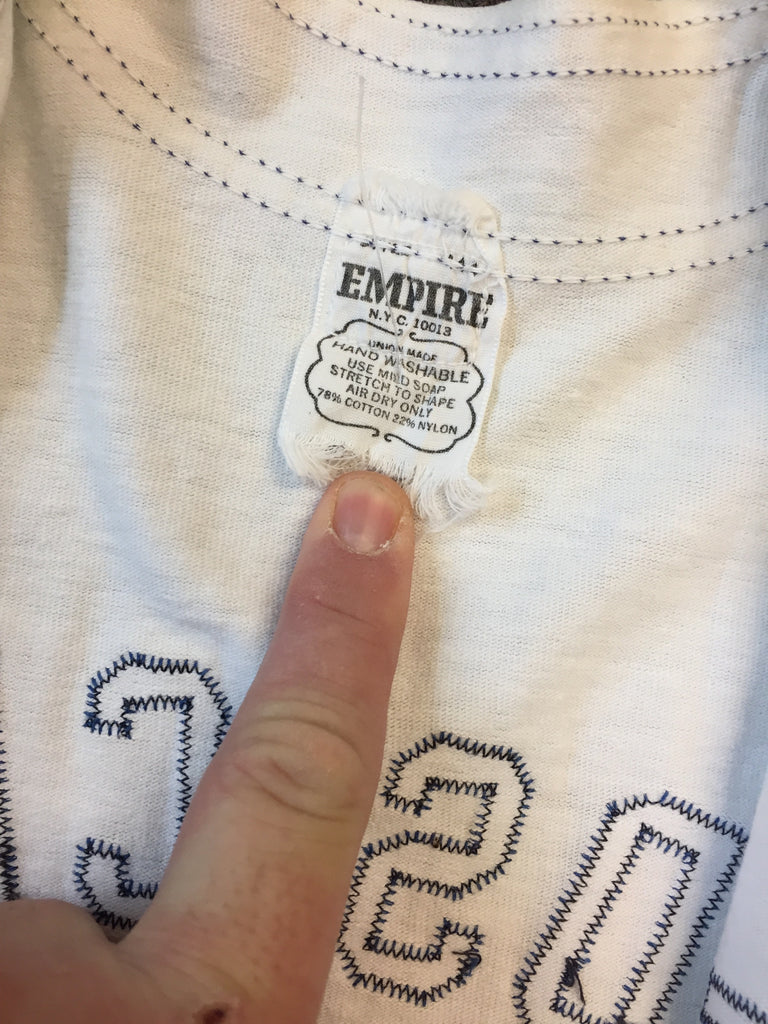 EMPIRE
N.Y.C. 10013
UNION MADE
HAND WASHABLE
USE MILD SOAP
STRETCH TO SHAPE
AIR DRY ONLY
78% COTTON 22% NYLON